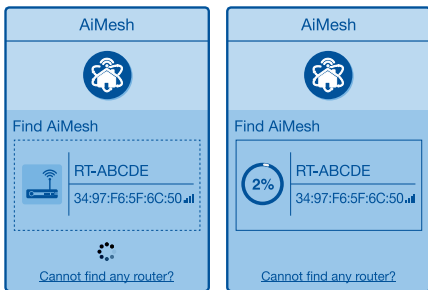 AiMesh
Find AiMesh
RT-ABCDE
34:97:F6:5F:6C:50
Cannot find any router?
AiMesh
Find AiMesh
2%
RT-ABCDE
34:97:F6:5F:6C:50
Cannot find any router?